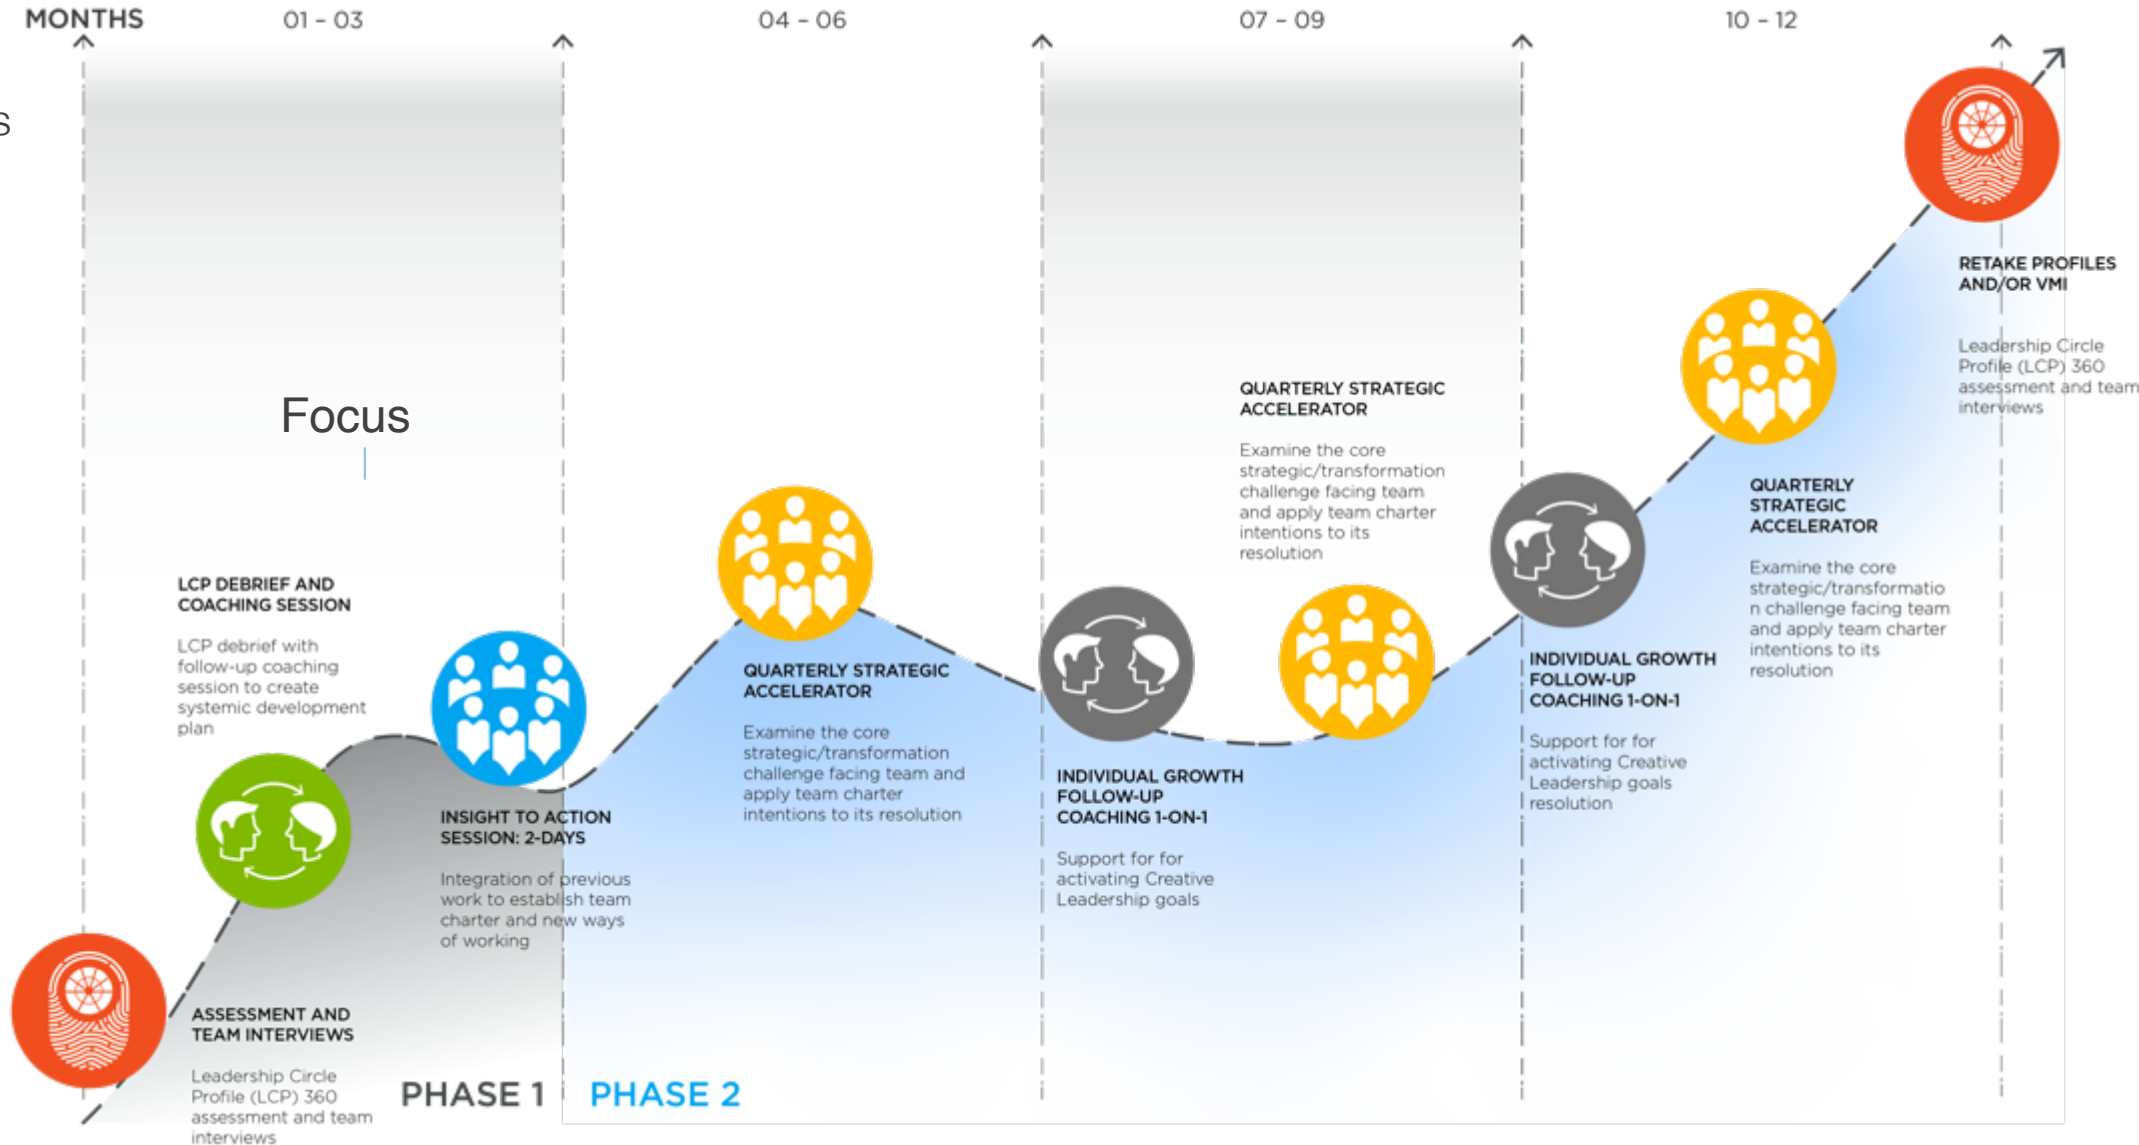 MONTHS
01 – 03
04 – 06
07 – 09
10 – 12
s
Focus
LCP DEBRIEF AND
COACHING SESSION
LCP debrief with
follow-up coaching
session to create
systemic development
plan
ASSESSMENT AND
TEAM INTERVIEWS
Leadership Circle
Profile (LCP) 360
assessment and team
interviews
INSIGHT TO ACTION
SESSION: 2-DAYS
Integration of previous
work to establish team
charter and new ways
of working
PHASE 1
PHASE 2
QUARTERLY STRATEGIC
ACCELERATOR
Examine the core
strategic/transformation
challenge facing team and
apply team charter
intentions to its resolution
INDIVIDUAL GROWTH
FOLLOW-UP
COACHING 1-ON-1
Support for for
activating Creative
Leadership goals
QUARTERLY STRATEGIC
ACCELERATOR
Examine the core
strategic/transformation
challenge facing team
and apply team charter
intentions to its
resolution
INDIVIDUAL GROWTH
FOLLOW-UP
COACHING 1-ON-1
Support for for
activating Creative
Leadership goals
resolution
QUARTERLY
STRATEGIC
ACCELERATOR
Examine the core
strategic/transformatio
n challenge facing team
and apply team charter
intentions to its
resolution
RETAKE PROFILES
AND/OR VMI
Leadership Circle
Profile (LCP) 360
assessment and team
interviews